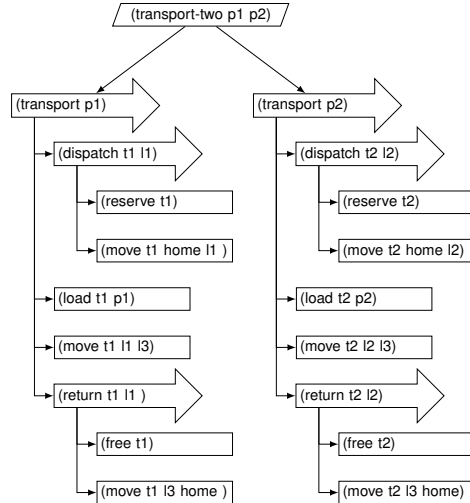 (transport-two p1 p2)
(transport p1)
(dispatch t1 l1)
(reserve t1)
(move t1 home l1 )
(load t1 p1)
(move t1 l1 l3)
(return t1 l1 )
(free t1)
(move t1 l3 home )
(transport p2)
(dispatch t2 l2)
(reserve t2)
(move t2 home l2)
(load t2 p2)
(move t2 l2 l3)
(return t2 l2)
(free t2)
(move t2 l3 home)